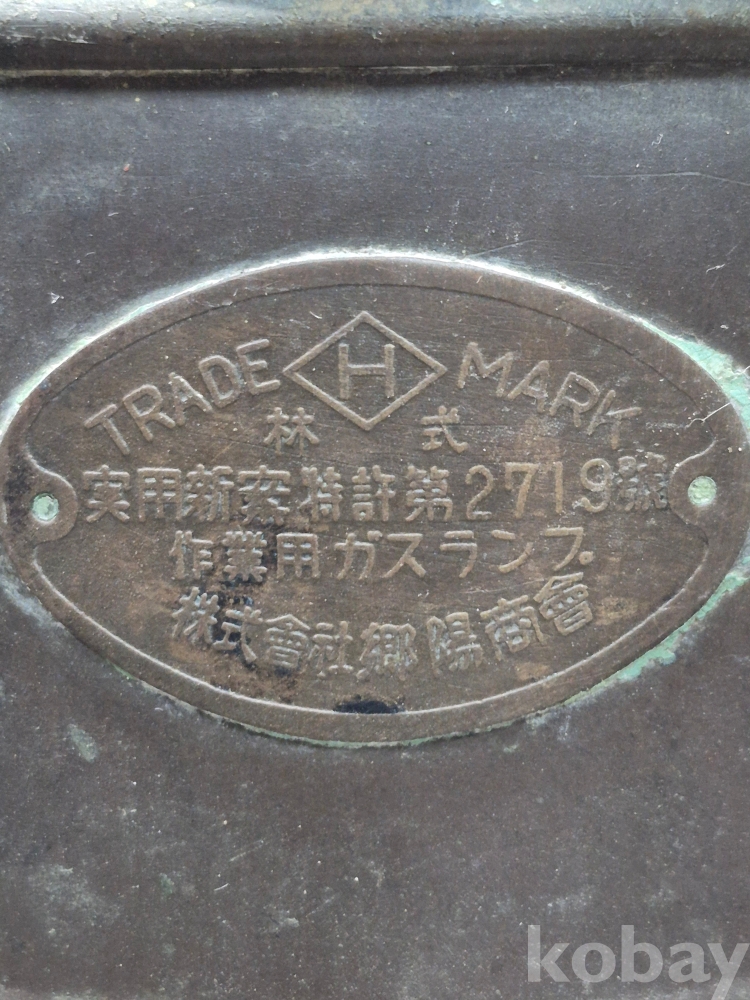 TRADE H MARK
林 式
実用新案特許第2719號
作業用ガスランプ
株式會社郷陽商會
kobay